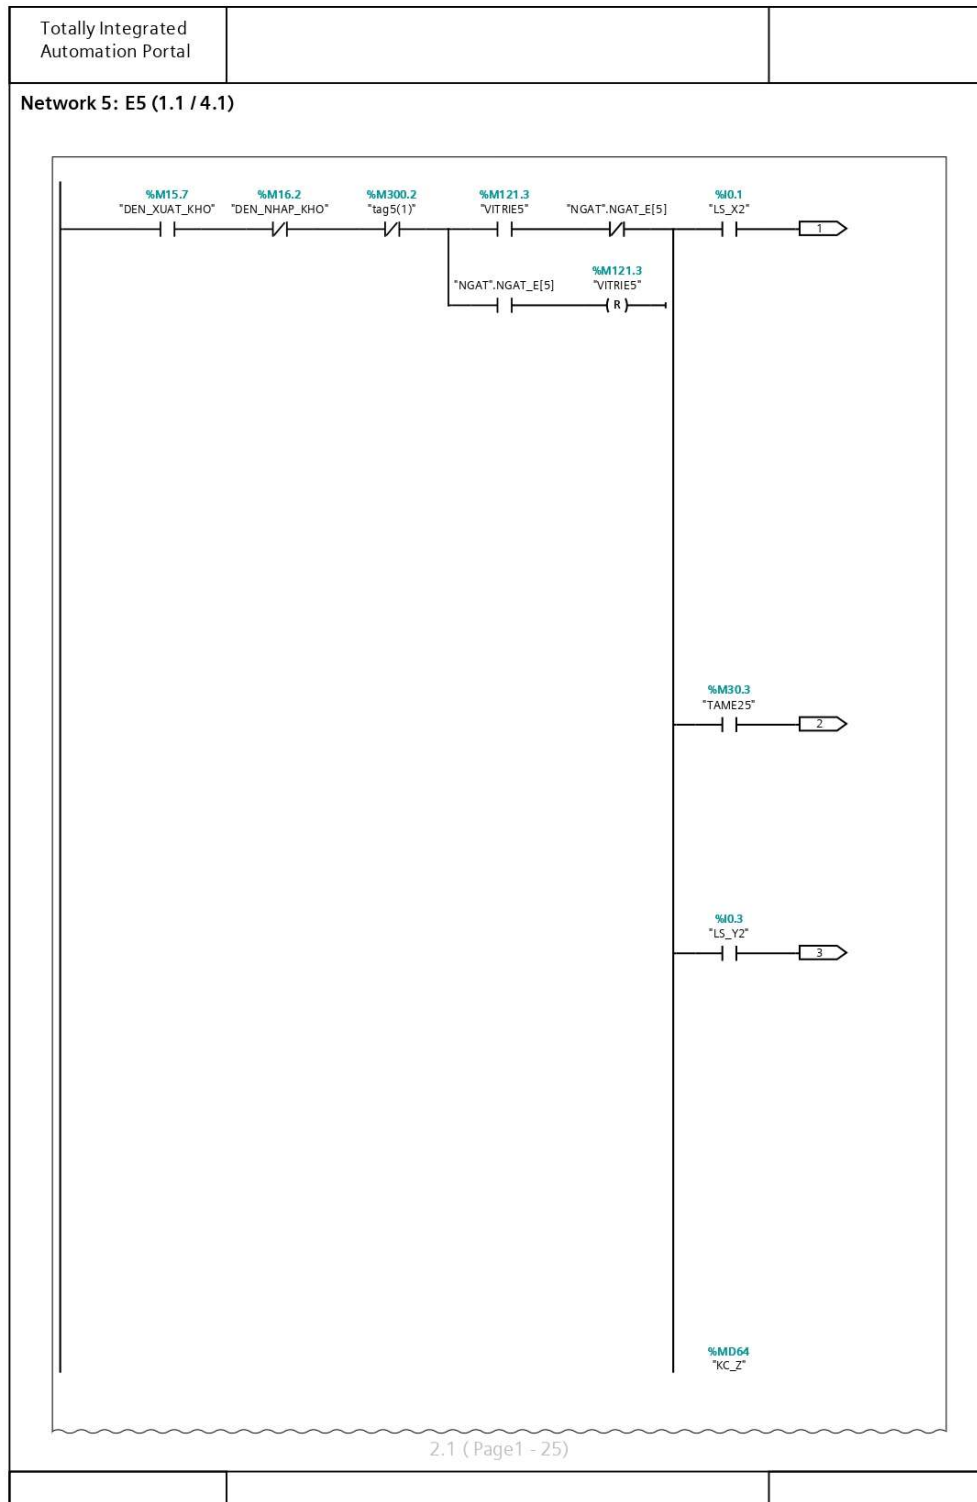 Totally Integrated
Automation Portal
Network 5: E5 (1.1 / 4.1)
%M15.7 %M16.2 %M300.2 %M121.3 %I0.1
"DEN_XUAT_KHO" "DEN_NHAP_KHO" "tag5(1)" "VITRIE5" "NGAT".NGAT_E[5] "LS_X2"
1
%M121.3
"NGAT".NGAT_E[5] "VITRIE5"
R
%M30.3
"TAME25"
2
%I0.3
"LS_Y2"
3
%MD64
"KC_Z"
2.1 ( Page1 - 25)